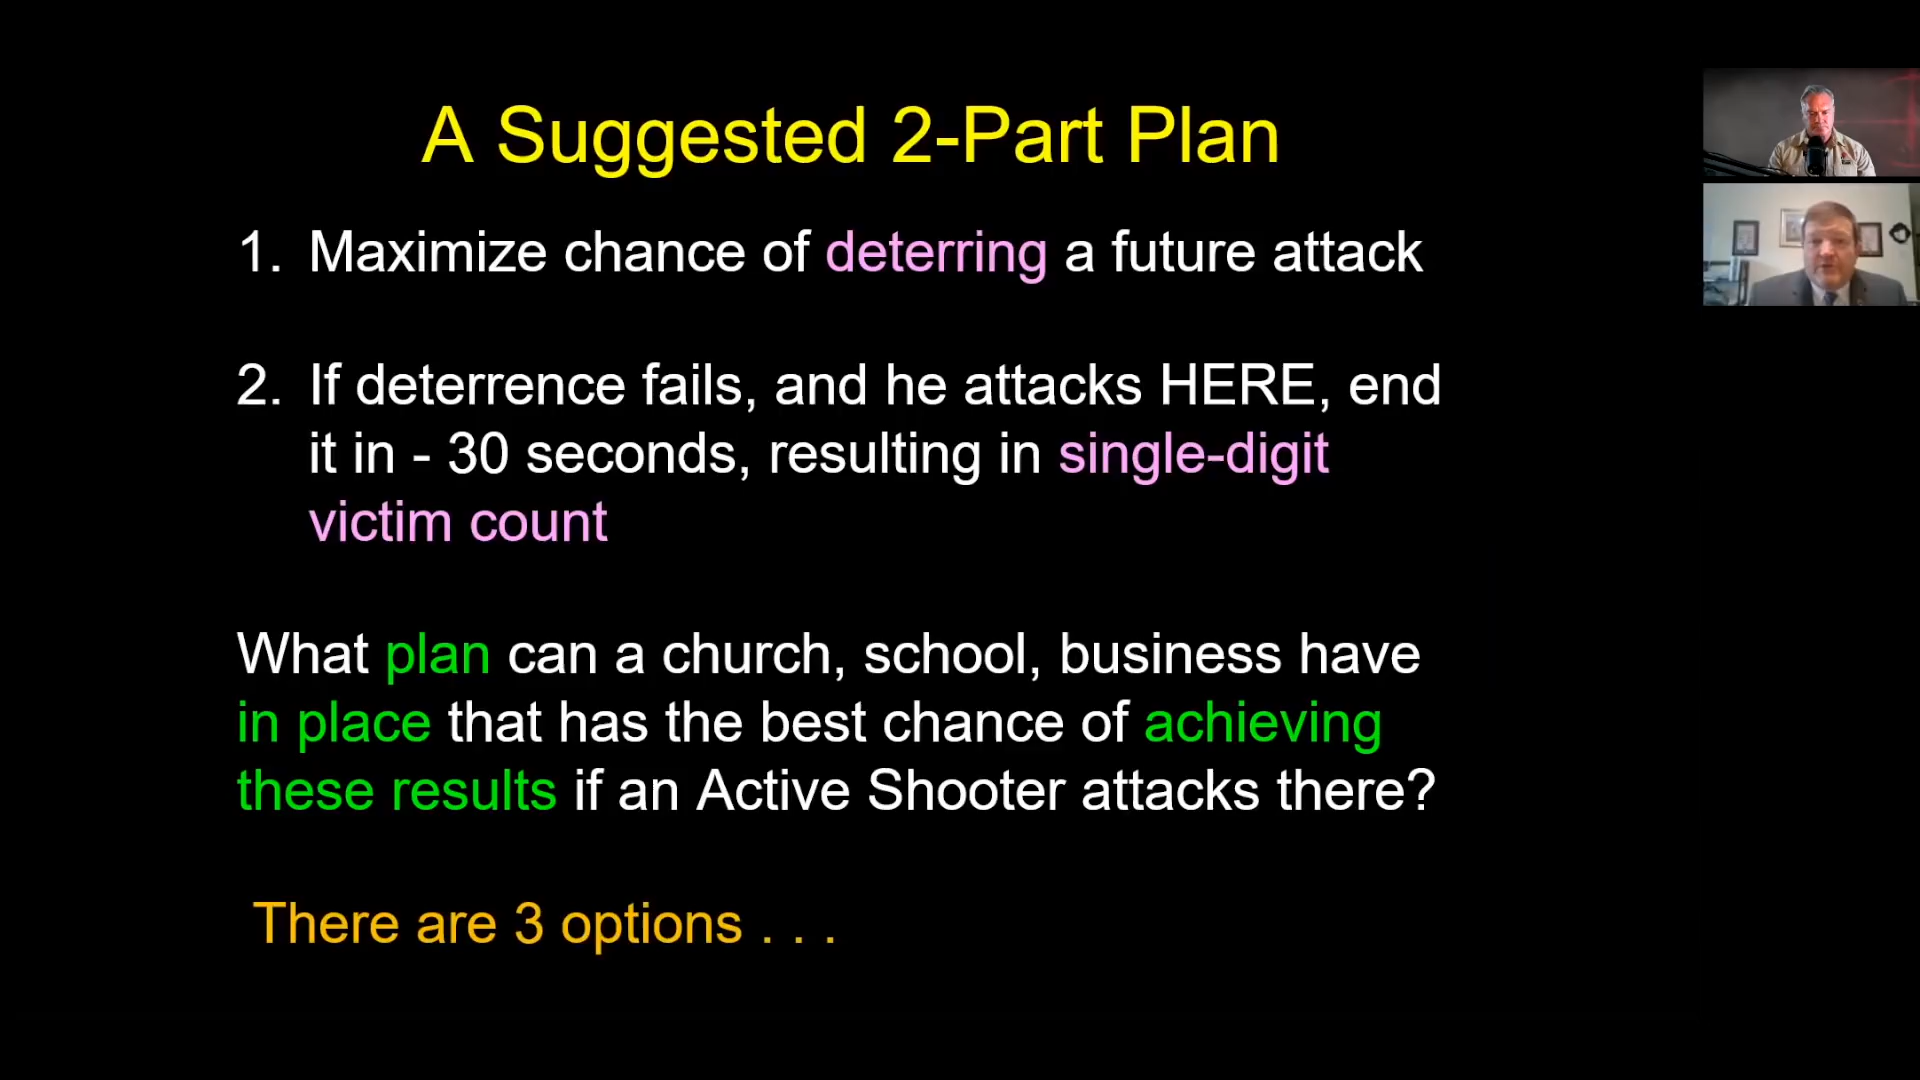 A Suggested 2-Part Plan
1. Maximize chance of deterring a future attack
2. If deterrence fails, and he attacks HERE, end
it in - 30 seconds, resulting in single-digit
victim count
What plan can a church, school, business have
in place that has the best chance of achieving
these results if an Active Shooter attacks there?
There are 3 options . . .